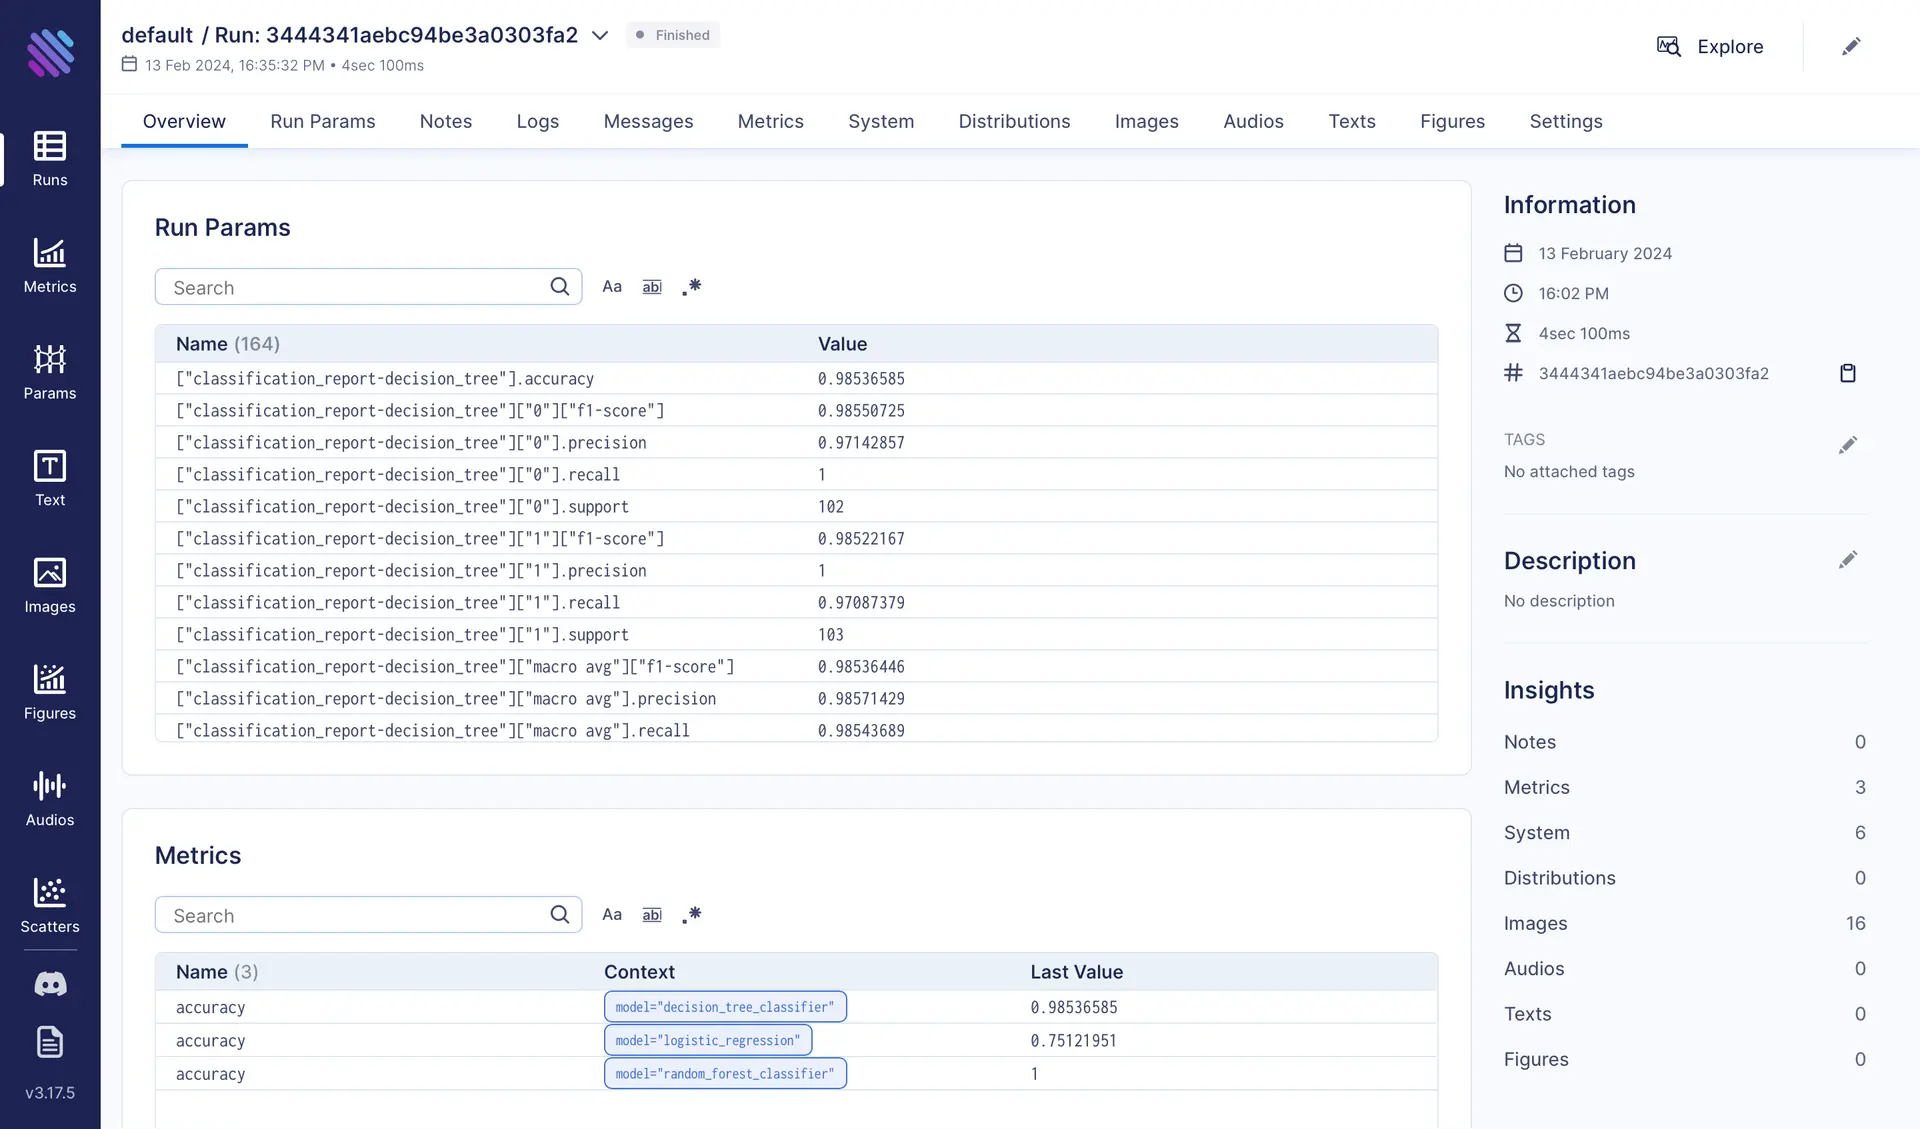 default / Run: 3444341aebc94be3a0303fa2
Finished
13 Feb 2024, 16:35:32 PM • 4sec 100ms
Explore
Overview Run Params Notes Logs Messages Metrics System Distributions Images Audios Texts Figures Settings
Runs
Metrics
Params
Text
Images
Figures
Audios
Scatters
v3.17.5
Run Params
Search Aa ab .*
Name (164) Value
["classification_report-decision_tree"].accuracy 0.98536585
["classification_report-decision_tree"]["0"]["f1-score"] 0.98550725
["classification_report-decision_tree"]["0"].precision 0.97142857
["classification_report-decision_tree"]["0"].recall 1
["classification_report-decision_tree"]["0"].support 102
["classification_report-decision_tree"]["1"]["f1-score"] 0.98522167
["classification_report-decision_tree"]["1"].precision 1
["classification_report-decision_tree"]["1"].recall 0.97087379
["classification_report-decision_tree"]["1"].support 103
["classification_report-decision_tree"]["macro avg"]["f1-score"] 0.98536446
["classification_report-decision_tree"]["macro avg"].precision 0.98571429
["classification_report-decision_tree"]["macro avg"].recall 0.98543689
Metrics
Search Aa ab .*
Name (3) Context Last Value
accuracy model="decision_tree_classifier" 0.98536585
accuracy model="logistic_regression" 0.75121951
accuracy model="random_forest_classifier" 1
Information
13 February 2024
16:02 PM
4sec 100ms
# 3444341aebc94be3a0303fa2
TAGS
No attached tags
Description
No description
Insights
Notes 0
Metrics 3
System 6
Distributions 0
Images 16
Audios 0
Texts 0
Figures 0